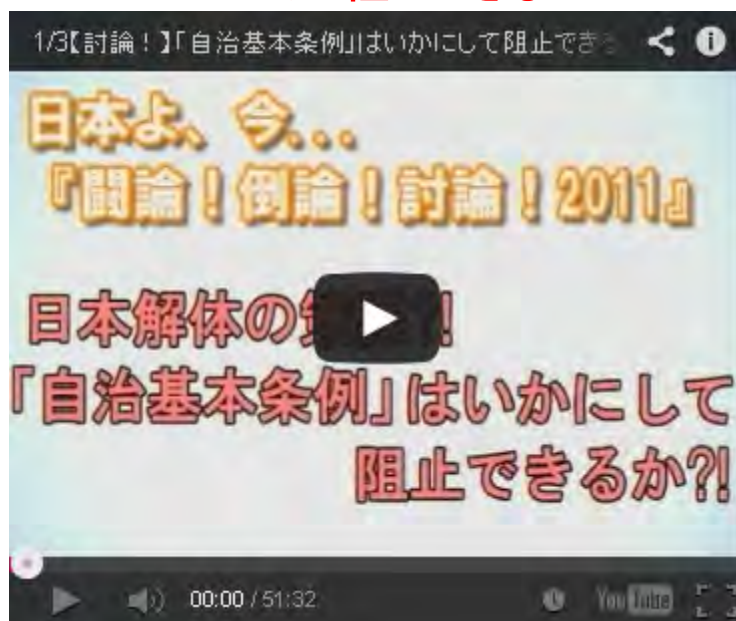 1/3【討論！】「自治基本条例」はいかにして阻止でき
日本よ、今...
『闘論！倒論！討論！2011』
日本解体の
「自治基本条例」はいかにして
阻止できるか?!
00:00 / 51:32
YouTube